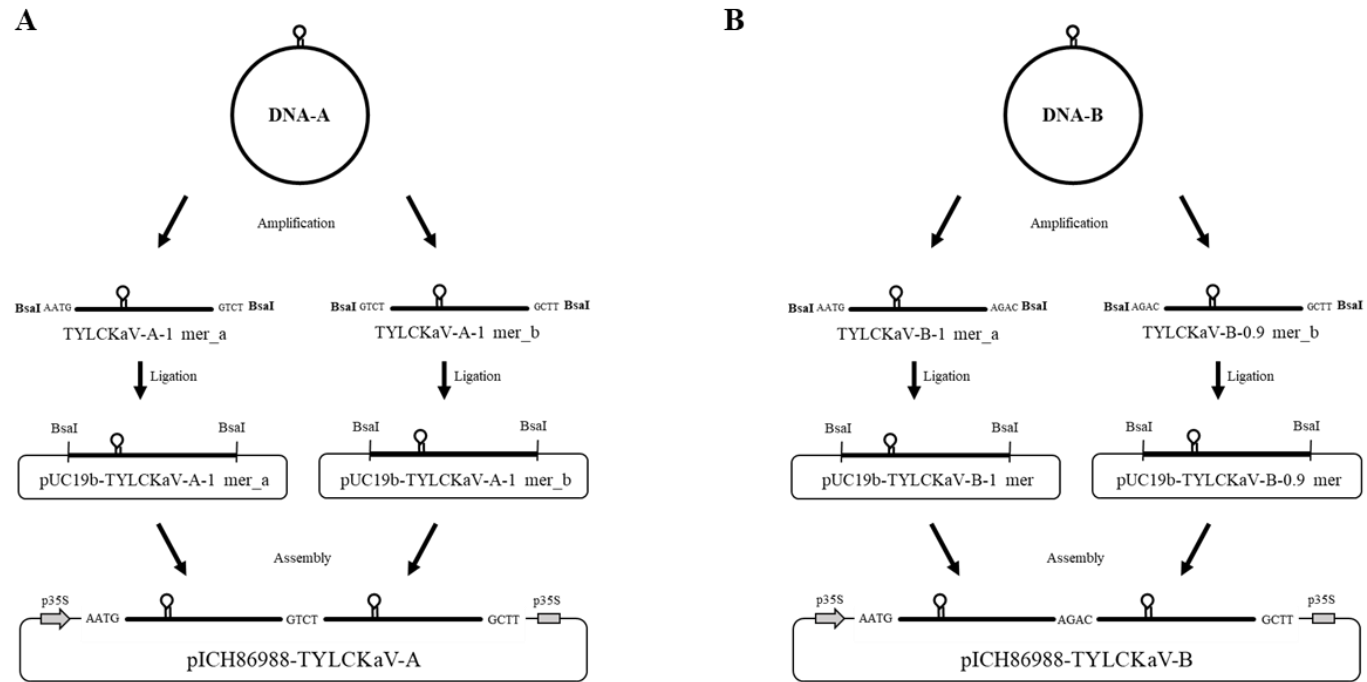 A
DNA-A
Amplification
BsaI AATG GTCT BsaI
TYLCKaV-A-1 mer_a
BsaI GTCT GCTT BsaI
TYLCKaV-A-1 mer_b
Ligation
Ligation
BsaI BsaI
pUC19b-TYLCKaV-A-1 mer_a
BsaI BsaI
pUC19b-TYLCKaV-A-1 mer_b
Assembly
p35S p35S
AATG GTCT GCTT
pICH86988-TYLCKaV-A
B
DNA-B
Amplification
BsaI AATG AGAC BsaI
TYLCKaV-B-1 mer_a
BsaI AGAC GCTT BsaI
TYLCKaV-B-0.9 mer_b
Ligation
Ligation
BsaI BsaI
pUC19b-TYLCKaV-B-1 mer
BsaI BsaI
pUC19b-TYLCKaV-B-0.9 mer
Assembly
p35S p35S
AATG AGAC GCTT
pICH86988-TYLCKaV-B